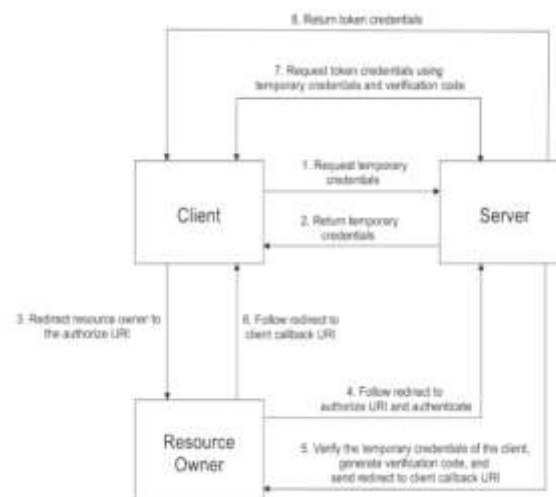 8. Return token credentials
7. Request token credentials using
temporary credentials and verification code
1. Request temporary
credentials
Client
Server
2. Return temporary
credentials
3. Redirect resource owner to
the authorize URI
6. Follow redirect to
client callback URI
4. Follow redirect to
authorize URI and authenticate
Resource
Owner
5. Verify the temporary credentials of the client,
generate verification code, and
send redirect to client callback URI